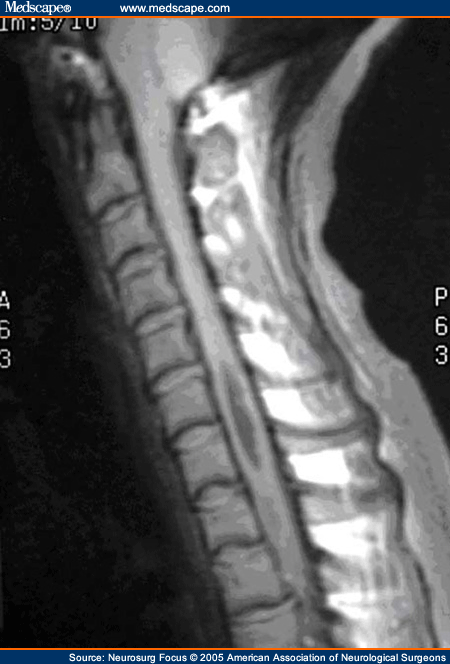 Medscape® www.medscape.com
Im:5/10
A
6
3
P
6
3
Source: Neurosurg Focus © 2005 American Association of Neurological Surgeons